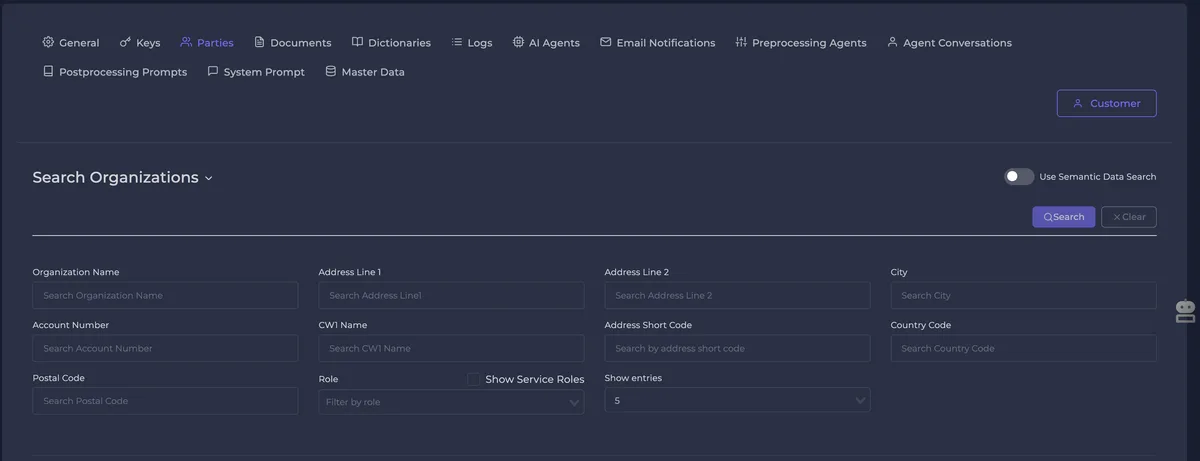 General Keys Parties Documents Dictionaries Logs AI Agents Email Notifications Preprocessing Agents Agent Conversations
Postprocessing Prompts System Prompt Master Data
Customer
Search Organizations
Use Semantic Data Search
Search Clear
Organization Name Address Line 1 Address Line 2 City
Search Organization Name Search Address Line1 Search Address Line 2 Search City
Account Number CW1 Name Address Short Code Country Code
Search Account Number Search CW1 Name Search by address short code Search Country Code
Postal Code Role Show Service Roles Show entries
Search Postal Code Filter by role 5